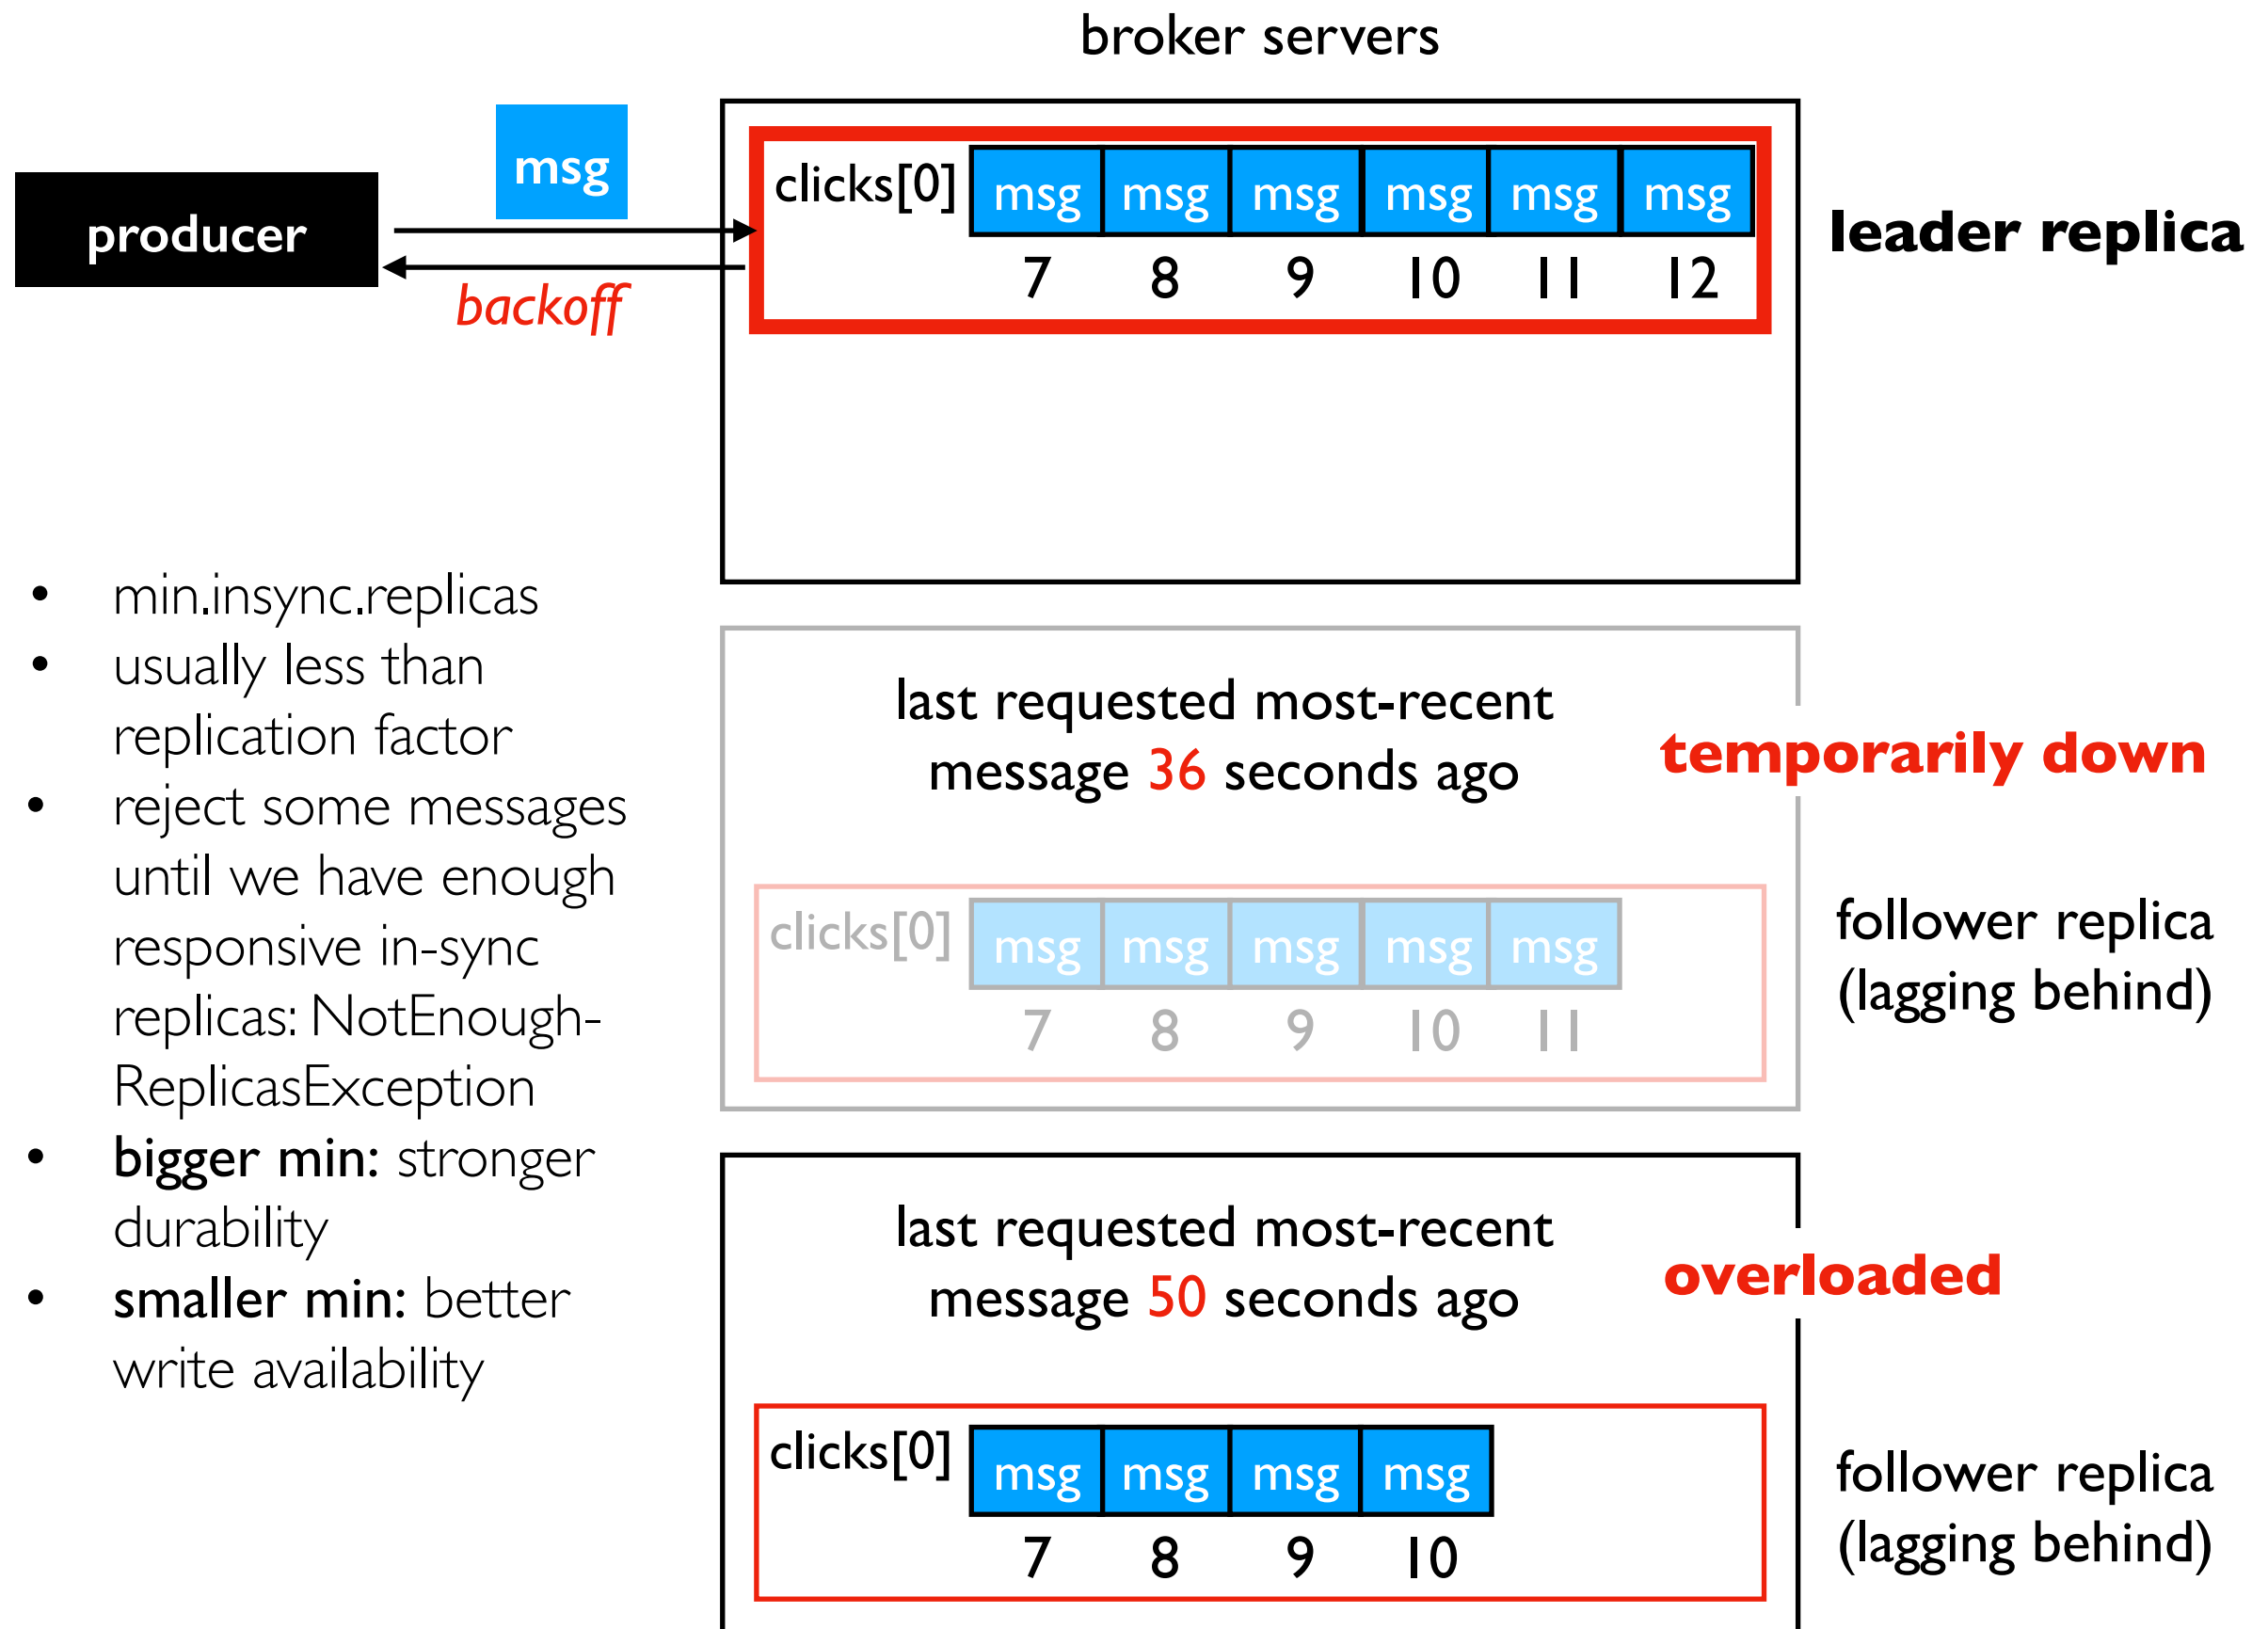 broker servers
msg
producer
backoff
clicks[0] msg msg msg msg msg msg
7 8 9 10 11 12
leader replica
• min.insync.replicas
• usually less than
replication factor
• reject some messages
until we have enough
responsive in-sync
replicas: NotEnough-
ReplicasException
• bigger min: stronger
durability
• smaller min: better
write availability
last requested most-recent
message 36 seconds ago
temporarily down
clicks[0] msg msg msg msg msg
7 8 9 10 11
follower replica
(lagging behind)
last requested most-recent
message 50 seconds ago
overloaded
clicks[0] msg msg msg msg
7 8 9 10
follower replica
(lagging behind)